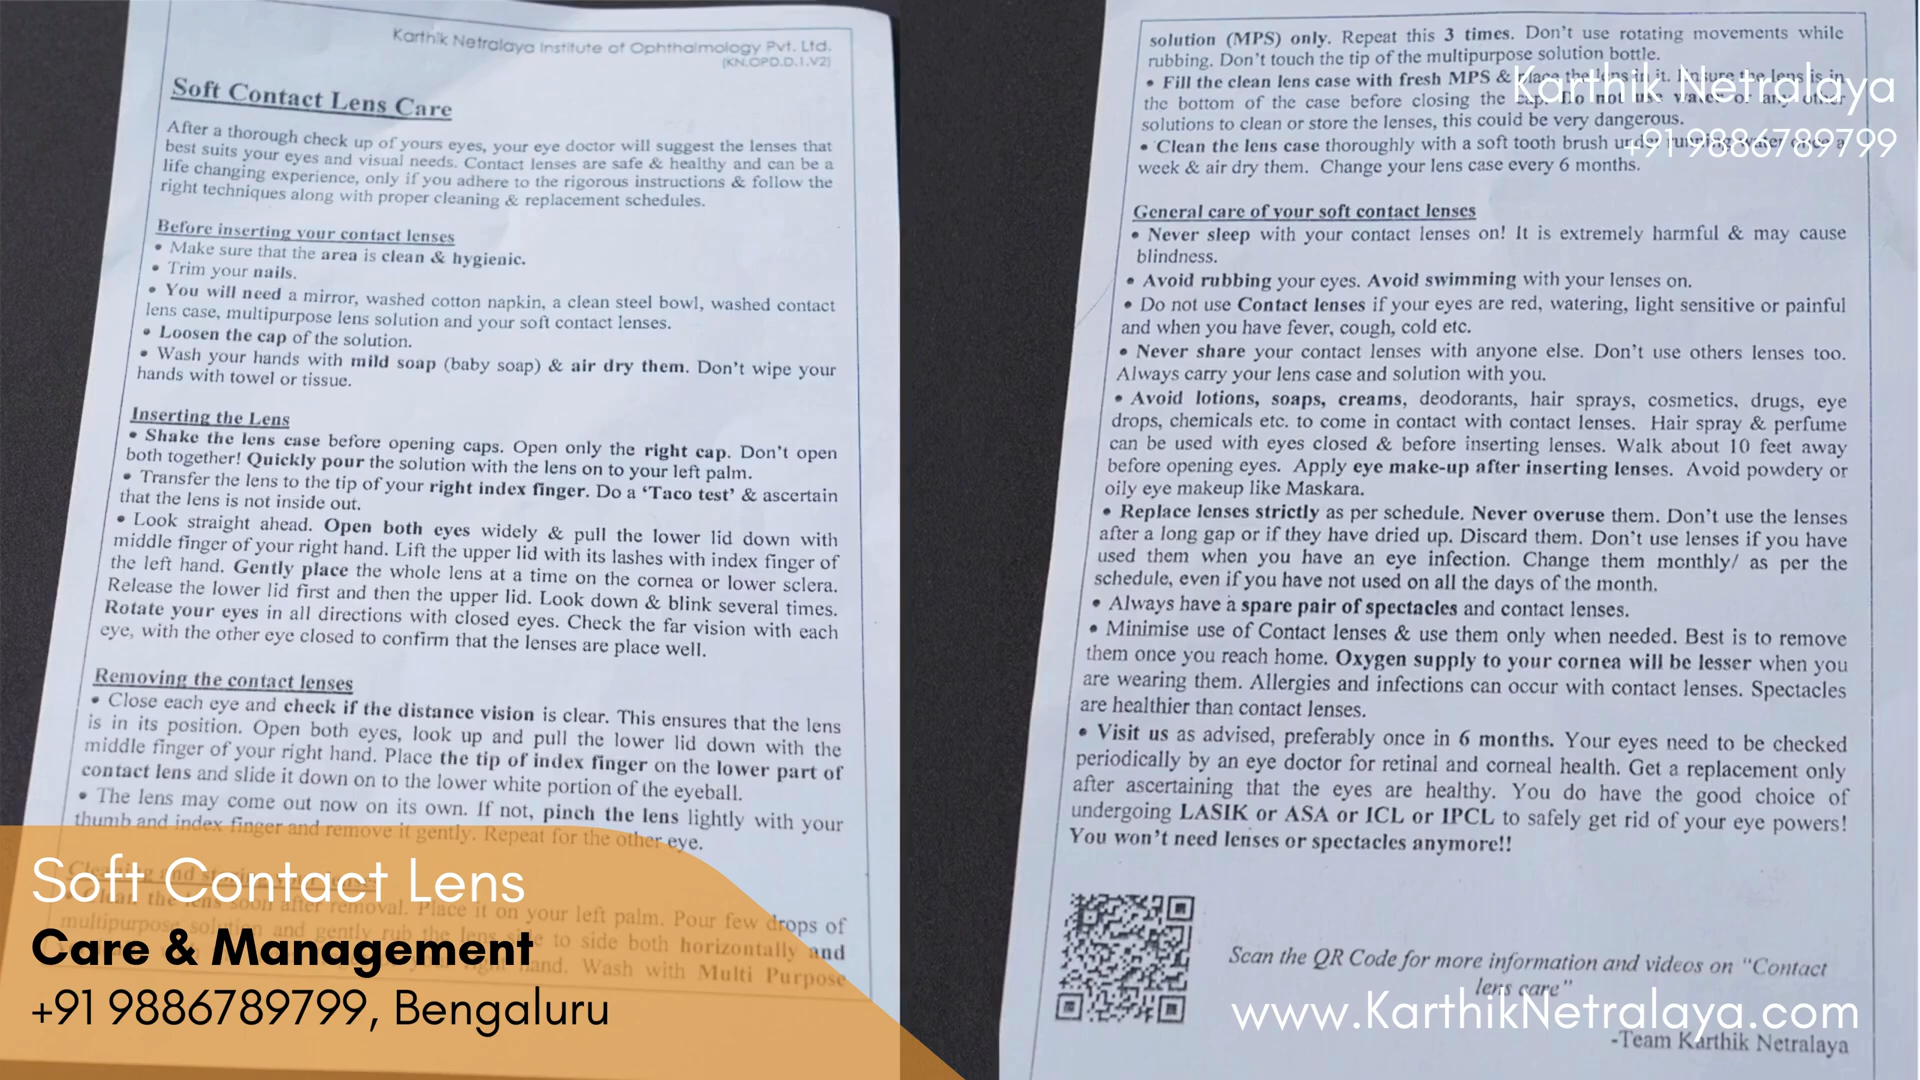 Karthik Netralaya Institute of Ophthalmology Pvt. Ltd.
(KN.OPD.D.1.V2)
Soft Contact Lens Care
After a thorough check up of yours eyes, your eye doctor will suggest the lenses that
best suits your eyes and visual needs. Contact lenses are safe & healthy and can be a
life changing experience, only if you adhere to the rigorous instructions & follow the
right techniques along with proper cleaning & replacement schedules.
Before inserting your contact lenses
• Make sure that the area is clean & hygienic.
• Trim your nails.
• You will need a mirror, washed cotton napkin, a clean steel bowl, washed contact
lens case, multipurpose lens solution and your soft contact lenses.
• Loosen the cap of the solution.
• Wash your hands with mild soap (baby soap) & air dry them. Don't wipe your
hands with towel or tissue.
Inserting the Lens
• Shake the lens case before opening caps. Open only the right cap. Don't open
both together! Quickly pour the solution with the lens on to your left palm.
• Transfer the lens to the tip of your right index finger. Do a 'Taco test' & ascertain
that the lens is not inside out.
• Look straight ahead. Open both eyes widely & pull the lower lid down with
middle finger of your right hand. Lift the upper lid with its lashes with index finger of
the left hand. Gently place the whole lens at a time on the cornea or lower sclera.
Release the lower lid first and then the upper lid. Look down & blink several times.
Rotate your eyes in all directions with closed eyes. Check the far vision with each
eye, with the other eye closed to confirm that the lenses are place well.
Removing the contact lenses
• Close each eye and check if the distance vision is clear. This ensures that the lens
is in its position. Open both eyes, look up and pull the lower lid down with the
middle finger of your right hand. Place the tip of index finger on the lower part of
contact lens and slide it down on to the lower white portion of the eyeball.
• The lens may come out now on its own. If not, pinch the lens lightly with your
thumb and index finger and remove it gently. Repeat for the other eye.
Cleaning and
Clean the lens soon after removal. Place it on your left palm. Pour few drops of
multipurpose solution and gently rub the lens side to side both horizontally and
hand. Wash with Multi Purpose
Soft Contact Lens
Care & Management
+91 9886789799, Bengaluru
solution (MPS) only. Repeat this 3 times. Don't use rotating movements while
rubbing. Don't touch the tip of the multipurpose solution bottle.
• Fill the clean lens case with fresh MPS & place the lens in it. Ensure the lens is in
the bottom of the case before closing the cap. Do not use water or any other
solutions to clean or store the lenses, this could be very dangerous.
• Clean the lens case thoroughly with a soft tooth brush under running water once a
week & air dry them. Change your lens case every 6 months.
Karthik Netralaya
+91 9886789799
General care of your soft contact lenses
• Never sleep with your contact lenses on! It is extremely harmful & may cause
blindness.
• Avoid rubbing your eyes. Avoid swimming with your lenses on.
• Do not use Contact lenses if your eyes are red, watering, light sensitive or painful
and when you have fever, cough, cold etc.
• Never share your contact lenses with anyone else. Don't use others lenses too.
Always carry your lens case and solution with you.
• Avoid lotions, soaps, creams, deodorants, hair sprays, cosmetics, drugs, eye
drops, chemicals etc. to come in contact with contact lenses. Hair spray & perfume
can be used with eyes closed & before inserting lenses. Walk about 10 feet away
before opening eyes. Apply eye make-up after inserting lenses. Avoid powdery or
oily eye makeup like Maskara.
• Replace lenses strictly as per schedule. Never overuse them. Don't use the lenses
after a long gap or if they have dried up. Discard them. Don't use lenses if you have
used them when you have an eye infection. Change them monthly/ as per the
schedule, even if you have not used on all the days of the month.
• Always have a spare pair of spectacles and contact lenses.
• Minimise use of Contact lenses & use them only when needed. Best is to remove
them once you reach home. Oxygen supply to your cornea will be lesser when you
are wearing them. Allergies and infections can occur with contact lenses. Spectacles
are healthier than contact lenses.
• Visit us as advised, preferably once in 6 months. Your eyes need to be checked
periodically by an eye doctor for retinal and corneal health. Get a replacement only
after ascertaining that the eyes are healthy. You do have the good choice of
undergoing LASIK or ASA or ICL or IPCL to safely get rid of your eye powers!
You won't need lenses or spectacles anymore!!
Scan the QR Code for more information and videos on "Contact
lens care"
www.KarthikNetralaya.com
-Team Karthik Netralaya